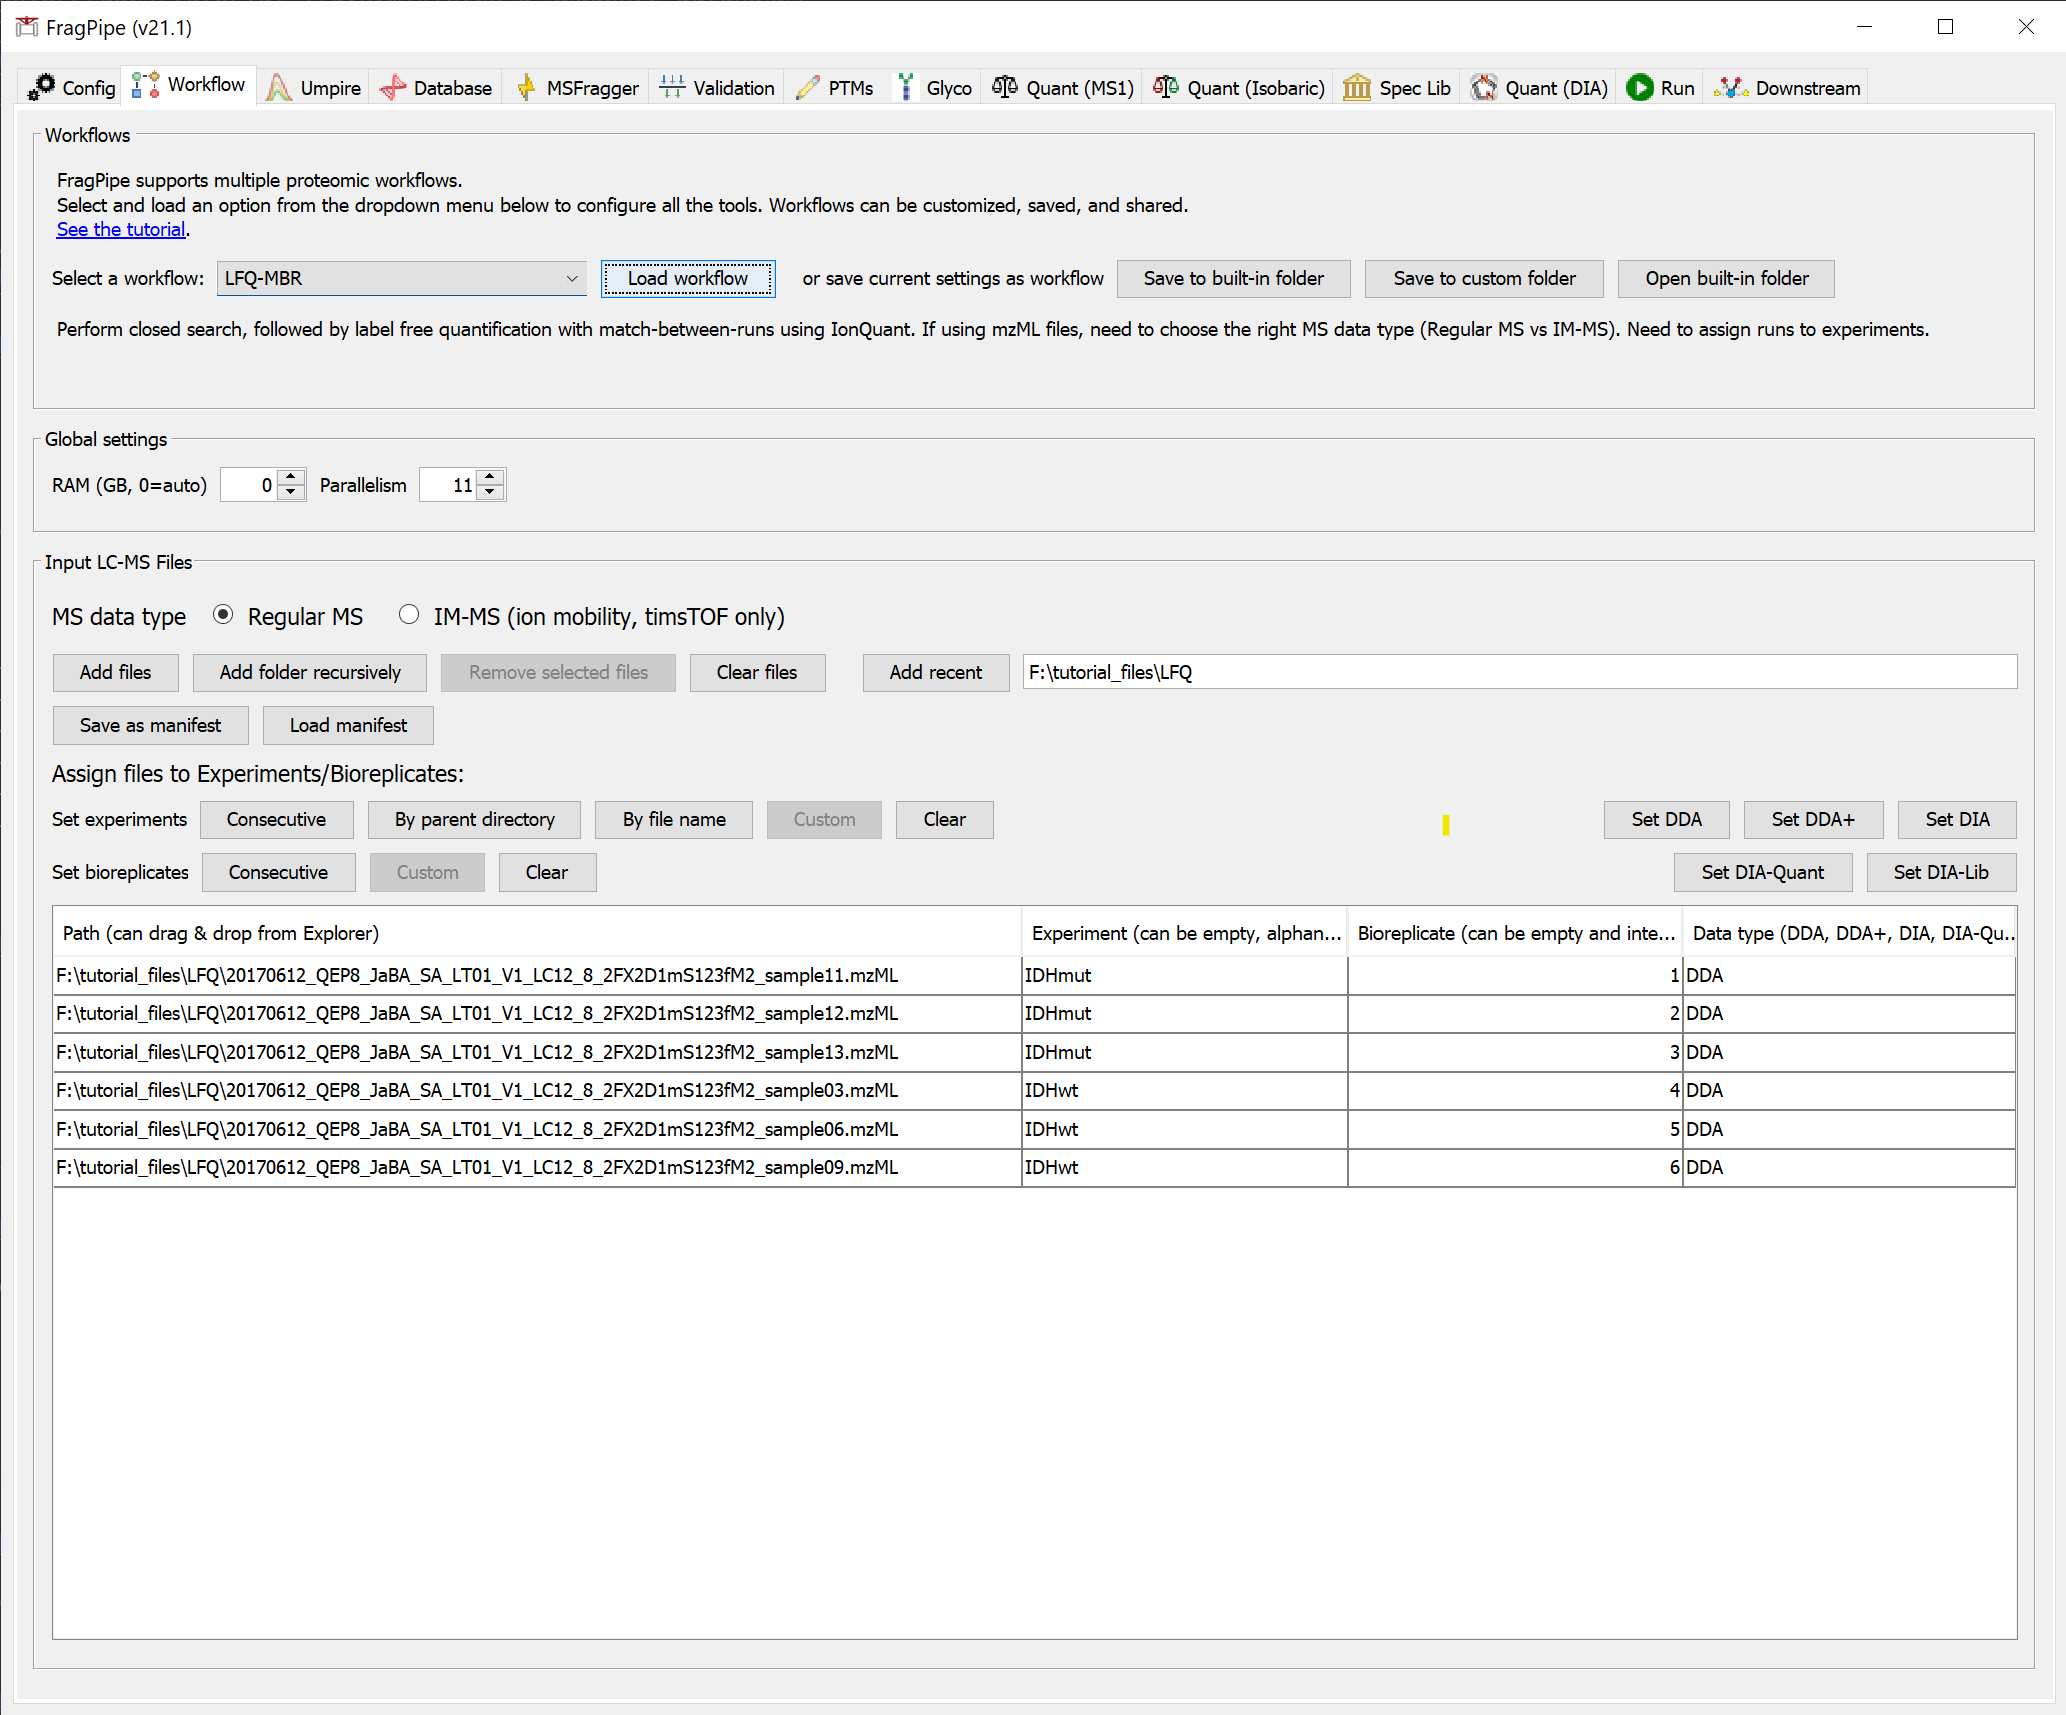 FragPipe (v21.1)
Config Workflow Umpire Database MSFragger Validation PTMs Glyco Quant (MS1) Quant (Isobaric) Spec Lib Quant (DIA) Run Downstream
Workflows
FragPipe supports multiple proteomic workflows.
Select and load an option from the dropdown menu below to configure all the tools. Workflows can be customized, saved, and shared.
See the tutorial.
Select a workflow: LFQ-MBR Load workflow or save current settings as workflow Save to built-in folder Save to custom folder Open built-in folder
Perform closed search, followed by label free quantification with match-between-runs using IonQuant. If using mzML files, need to choose the right MS data type (Regular MS vs IM-MS). Need to assign runs to experiments.
Global settings
RAM (GB, 0=auto) 0 Parallelism 11
Input LC-MS Files
MS data type Regular MS IM-MS (ion mobility, timsTOF only)
Add files Add folder recursively Remove selected files Clear files Add recent F:\tutorial_files\LFQ
Save as manifest Load manifest
Assign files to Experiments/Bioreplicates:
Set experiments Consecutive By parent directory By file name Custom Clear Set DDA Set DDA+ Set DIA
Set bioreplicates Consecutive Custom Clear Set DIA-Quant Set DIA-Lib
Path (can drag & drop from Explorer) Experiment (can be empty, alphan... Bioreplicate (can be empty and inte... Data type (DDA, DDA+, DIA, DIA-Qu...
F:\tutorial_files\LFQ\20170612_QEP8_JaBA_SA_LT01_V1_LC12_8_2FX2D1mS123fM2_sample11.mzML IDHmut 1 DDA
F:\tutorial_files\LFQ\20170612_QEP8_JaBA_SA_LT01_V1_LC12_8_2FX2D1mS123fM2_sample12.mzML IDHmut 2 DDA
F:\tutorial_files\LFQ\20170612_QEP8_JaBA_SA_LT01_V1_LC12_8_2FX2D1mS123fM2_sample13.mzML IDHmut 3 DDA
F:\tutorial_files\LFQ\20170612_QEP8_JaBA_SA_LT01_V1_LC12_8_2FX2D1mS123fM2_sample03.mzML IDHwt 4 DDA
F:\tutorial_files\LFQ\20170612_QEP8_JaBA_SA_LT01_V1_LC12_8_2FX2D1mS123fM2_sample06.mzML IDHwt 5 DDA
F:\tutorial_files\LFQ\20170612_QEP8_JaBA_SA_LT01_V1_LC12_8_2FX2D1mS123fM2_sample09.mzML IDHwt 6 DDA